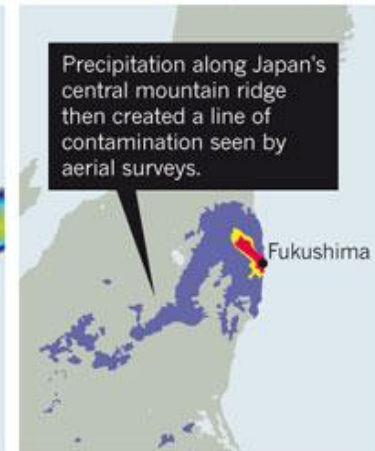 Precipitation along Japan's
central mountain ridge
then created a line of
contamination seen by
aerial surveys.
Fukushima